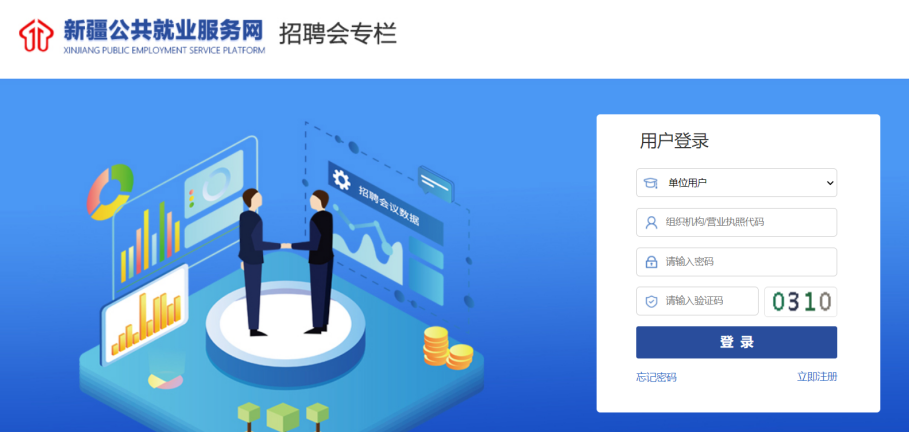 新疆公共就业服务网 招聘会专栏
XINJIANG PUBLIC EMPLOYMENT SERVICE PLATFORM
招聘会议数据
用户登录
单位用户
组织机构/营业执照代码
请输入密码
请输入验证码 0310
登 录
忘记密码 立即注册